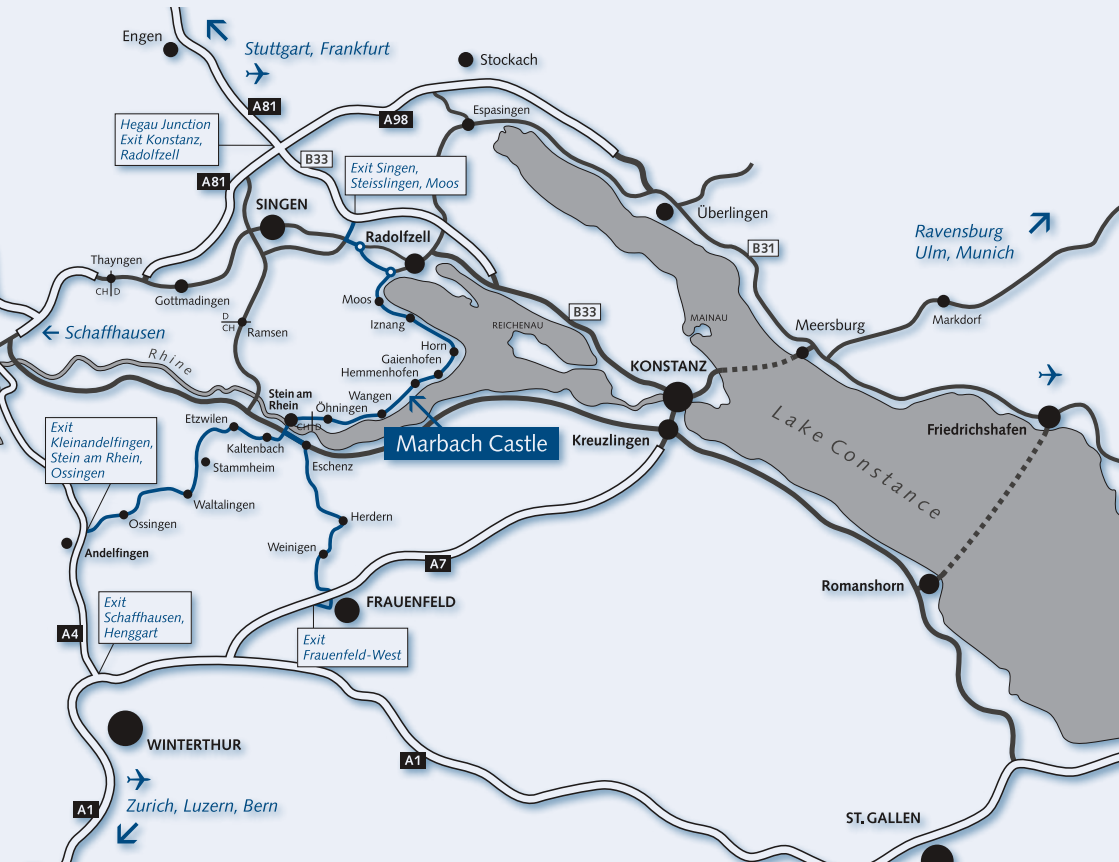 Engen
Stuttgart, Frankfurt
Stockach
A81
A98
Espasingen
Hegau Junction
Exit Konstanz,
Radolfzell
B33
Exit Singen,
Steisslingen, Moos
A81
SINGEN
Radolfzell
Überlingen
Ravensburg
Ulm, Munich
B31
Thayngen
CH D
Gottmadingen
Moos
Iznang
D
CH
Ramsen
REICHENAU
B33
MAINAU
Meersburg
Markdorf
Schaffhausen
Rhine
Horn
Gaienhofen
Hemmenhofen
Wangen
KONSTANZ
Stein am
Rhein
Öhningen
CH D
Marbach Castle
Kreuzlingen
Lake Constance
Friedrichshafen
Etzwilen
Kaltenbach
Stammheim
Eschenz
Exit
Kleinandelfingen,
Stein am Rhein,
Ossingen
Waltalingen
Ossingen
Andelfingen
Herdern
Weinigen
A7
FRAUENFELD
Romanshorn
Exit
Schaffhausen,
Henggart
A4
Exit
Frauenfeld-West
WINTERTHUR
A1
Zurich, Luzern, Bern
A1
ST. GALLEN